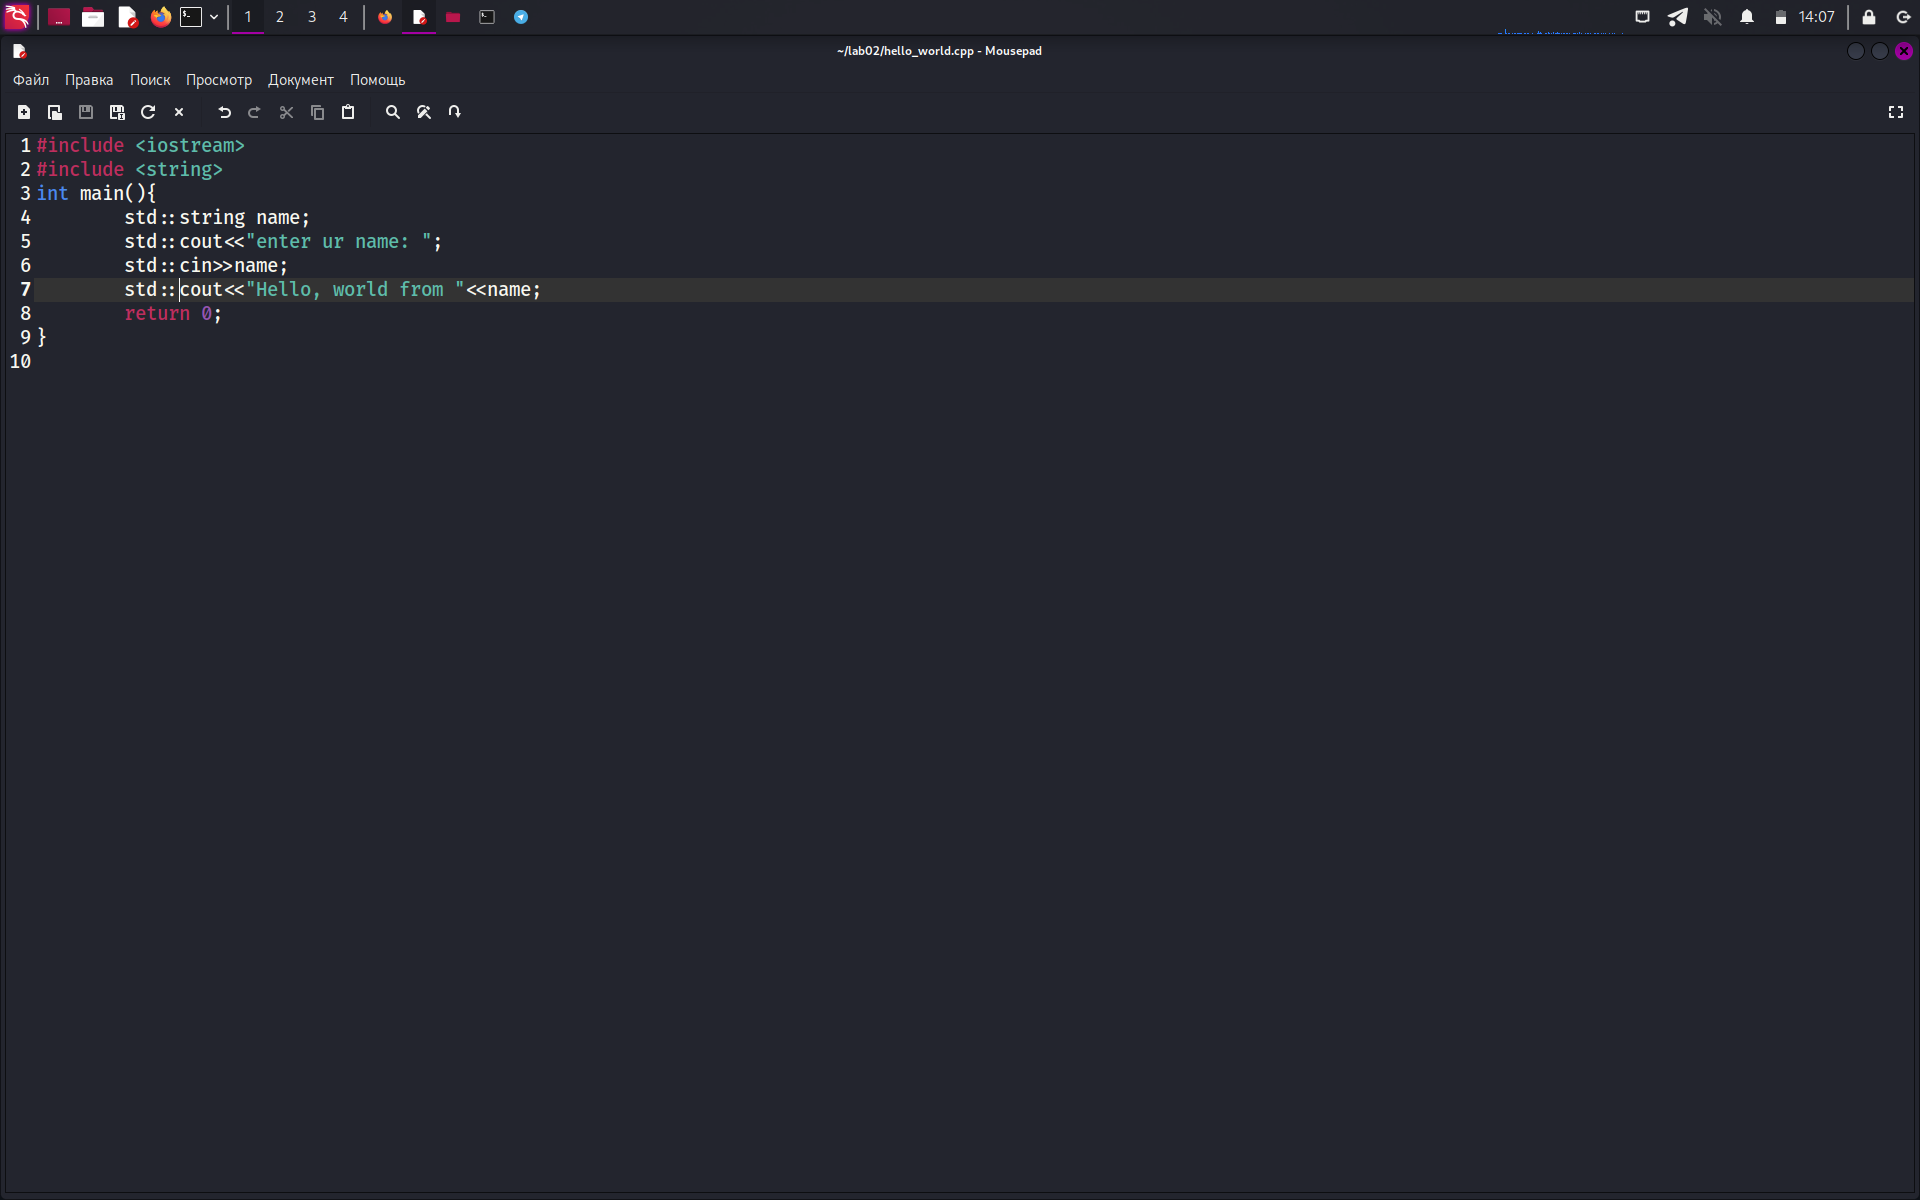 1 2 3 4 14:07
~/lab02/hello_world.cpp - Mousepad
Файл Правка Поиск Просмотр Документ Помощь
1 #include <iostream>
2 #include <string>
3 int main(){
4 std::string name;
5 std::cout<<"enter ur name: ";
6 std::cin>>name;
7 std::cout<<"Hello, world from "<<name;
8 return 0;
9 }
10